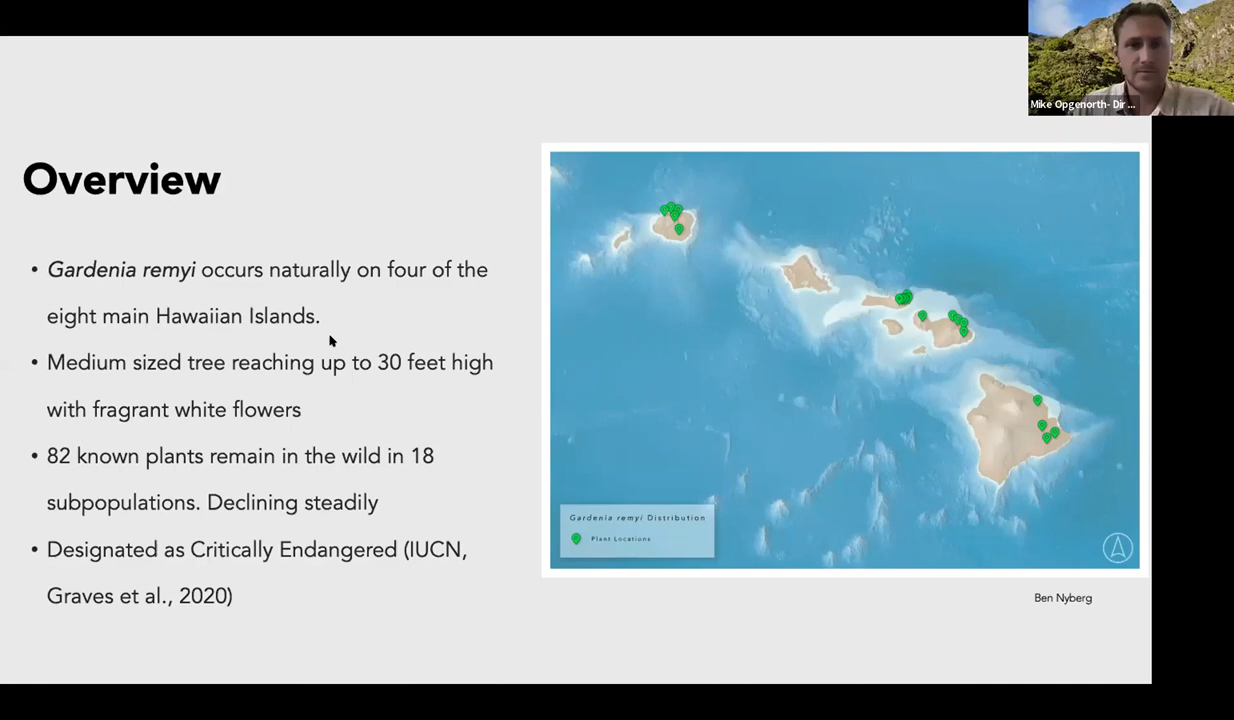 Mike Opgenorth- Dir ...
Overview
• Gardenia remyi occurs naturally on four of the
eight main Hawaiian Islands.
• Medium sized tree reaching up to 30 feet high
with fragrant white flowers
• 82 known plants remain in the wild in 18
subpopulations. Declining steadily
• Designated as Critically Endangered (IUCN,
Graves et al., 2020)
Gardenia remyi Distribution
Plant Locations
Ben Nyberg